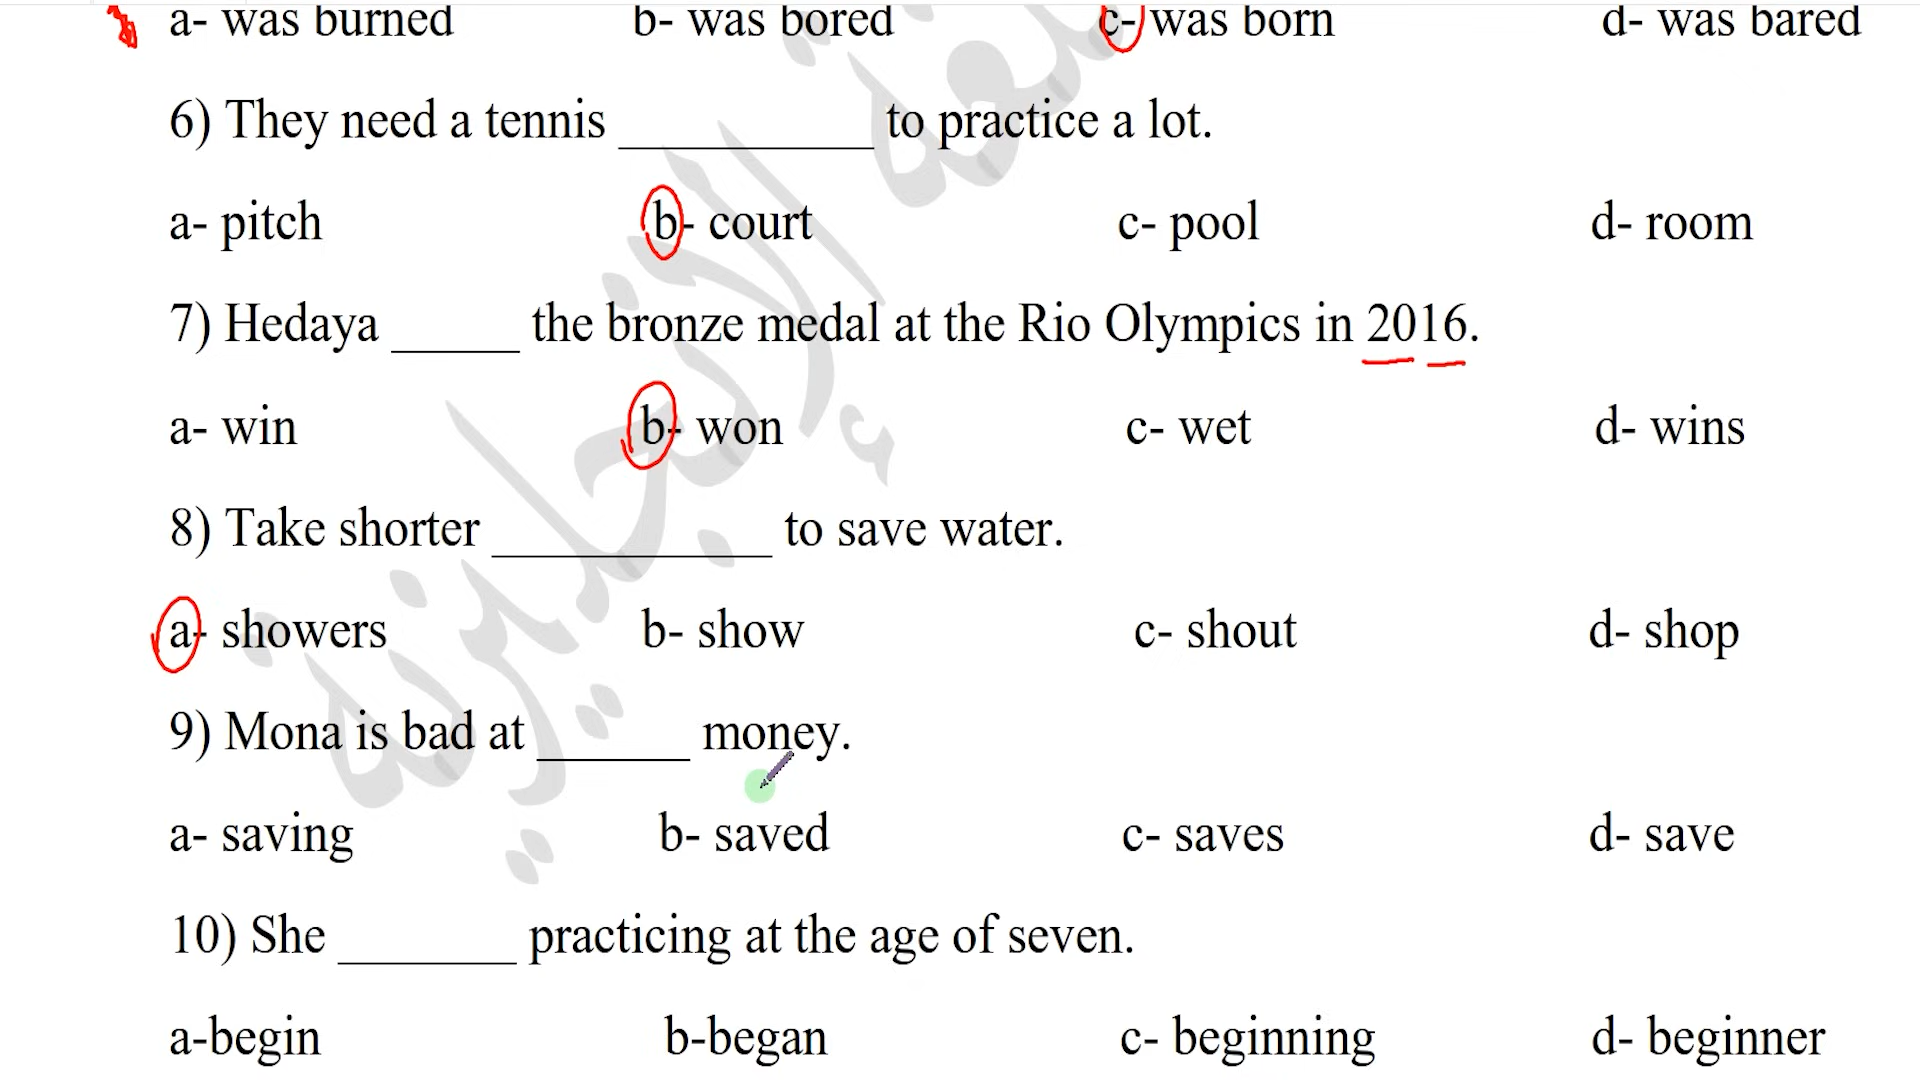 a- was burned b- was bored c- was born d- was bared
6) They need a tennis __________ to practice a lot.
a- pitch b- court c- pool d- room
7) Hedaya _____ the bronze medal at the Rio Olympics in 2016.
a- win b- won c- wet d- wins
8) Take shorter ___________ to save water.
a- showers b- show c- shout d- shop
9) Mona is bad at ______ money.
a- saving b- saved c- saves d- save
10) She _______ practicing at the age of seven.
a-begin b-began c- beginning d- beginner